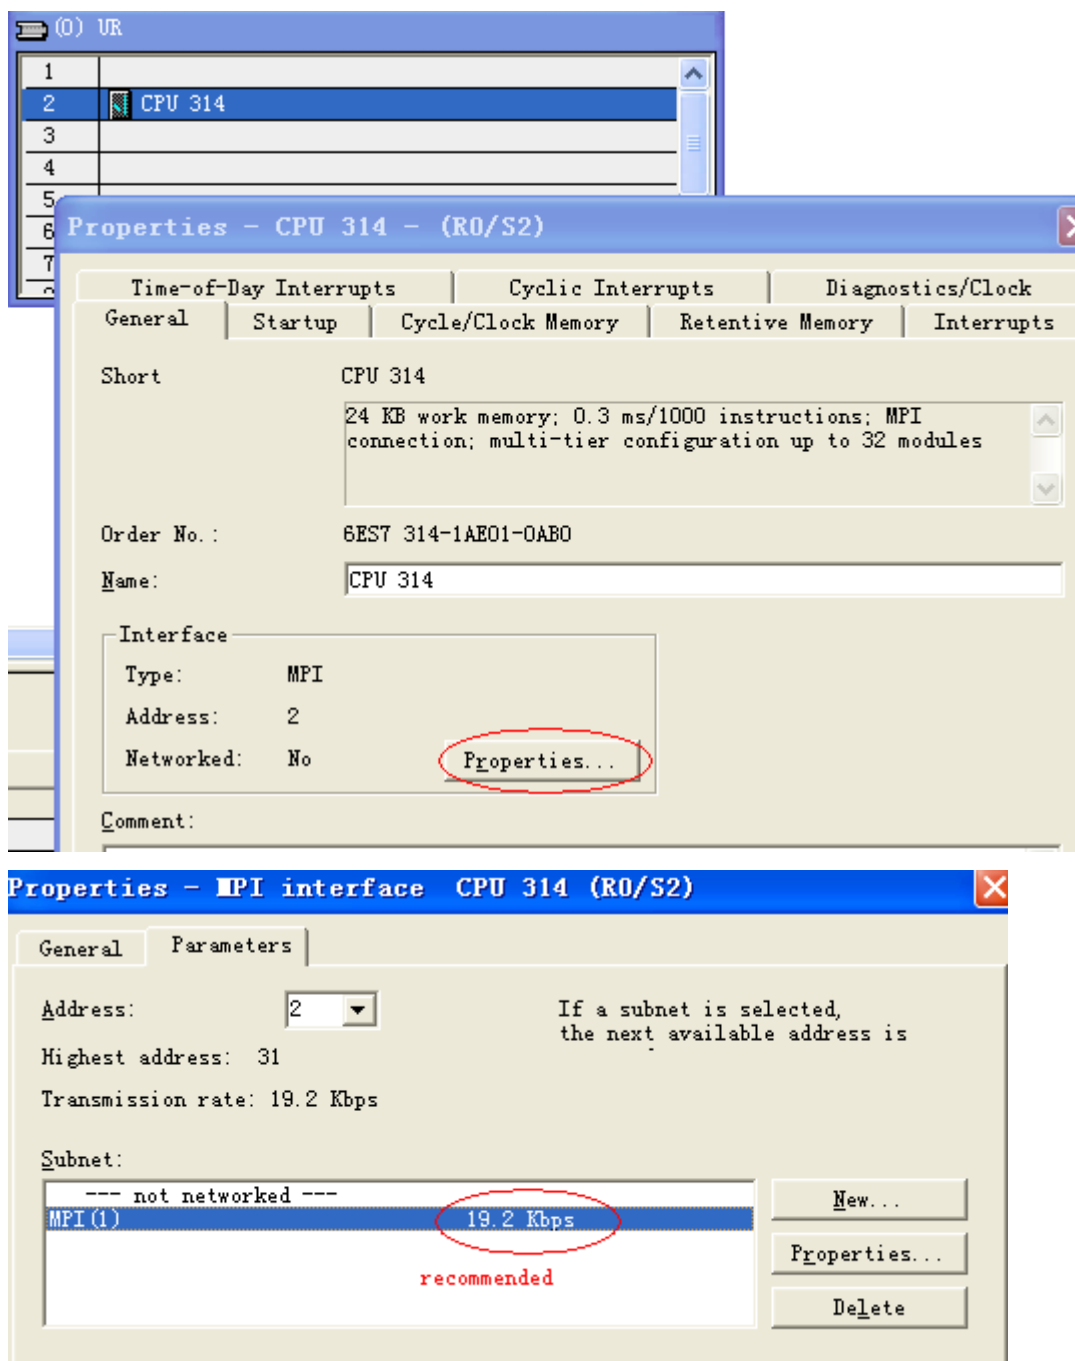 (0) UR
1
2 CPU 314
3
4
5
6
7
Properties - CPU 314 - (R0/S2)
Time-of-Day Interrupts Cyclic Interrupts Diagnostics/Clock
General Startup Cycle/Clock Memory Retentive Memory Interrupts
Short CPU 314
24 KB work memory; 0.3 ms/1000 instructions; MPI
connection; multi-tier configuration up to 32 modules
Order No.: 6ES7 314-1AE01-0AB0
Name: CPU 314
Interface
Type: MPI
Address: 2
Networked: No Properties...
Comment:
Properties - MPI interface CPU 314 (R0/S2)
General Parameters
Address: 2 If a subnet is selected,
the next available address is
Highest address: 31
Transmission rate: 19.2 Kbps
Subnet:
--- not networked --- New...
MPI(1) 19.2 Kbps
Properties...
recommended
Delete